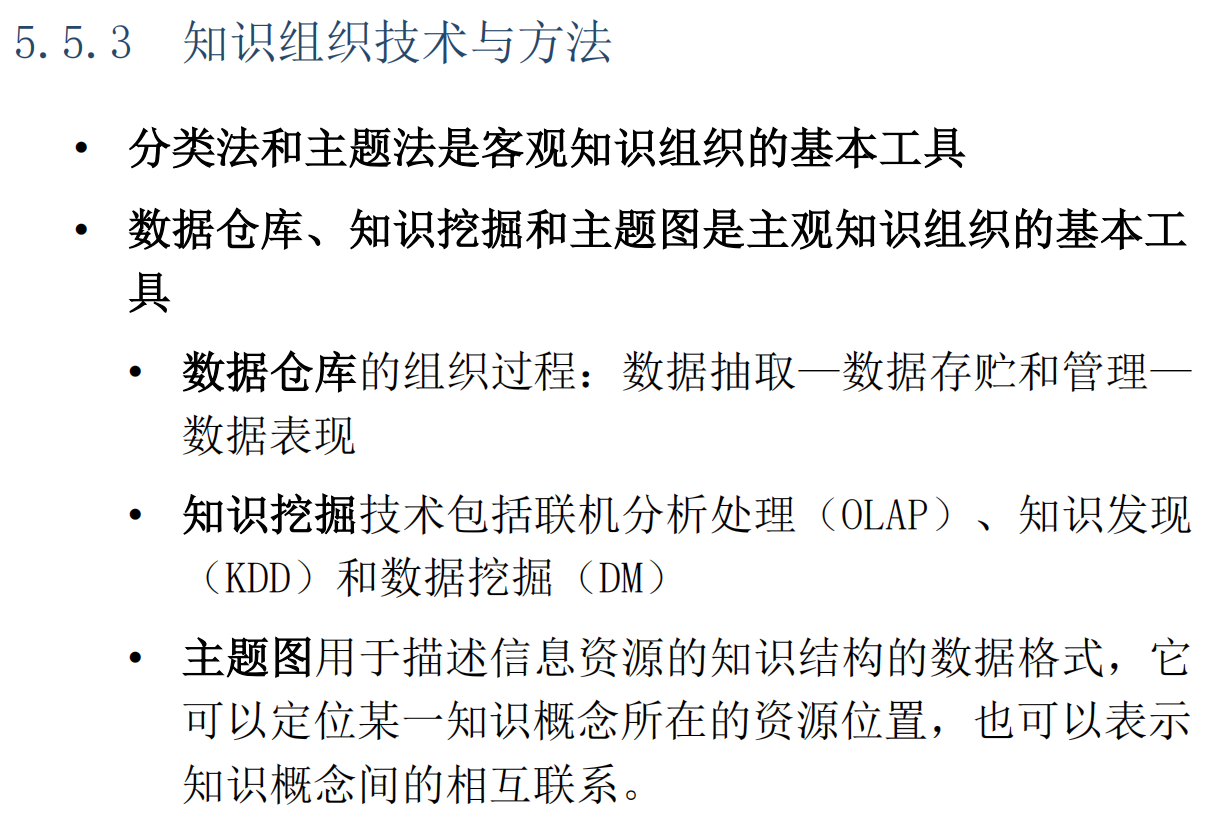 5.5.3 知识组织技术与方法
• 分类法和主题法是客观知识组织的基本工具
• 数据仓库、知识挖掘和主题图是主观知识组织的基本工
具
• 数据仓库的组织过程：数据抽取—数据存贮和管理—
数据表现
• 知识挖掘技术包括联机分析处理（OLAP）、知识发现
（KDD）和数据挖掘（DM）
• 主题图用于描述信息资源的知识结构的数据格式，它
可以定位某一知识概念所在的资源位置，也可以表示
知识概念间的相互联系。